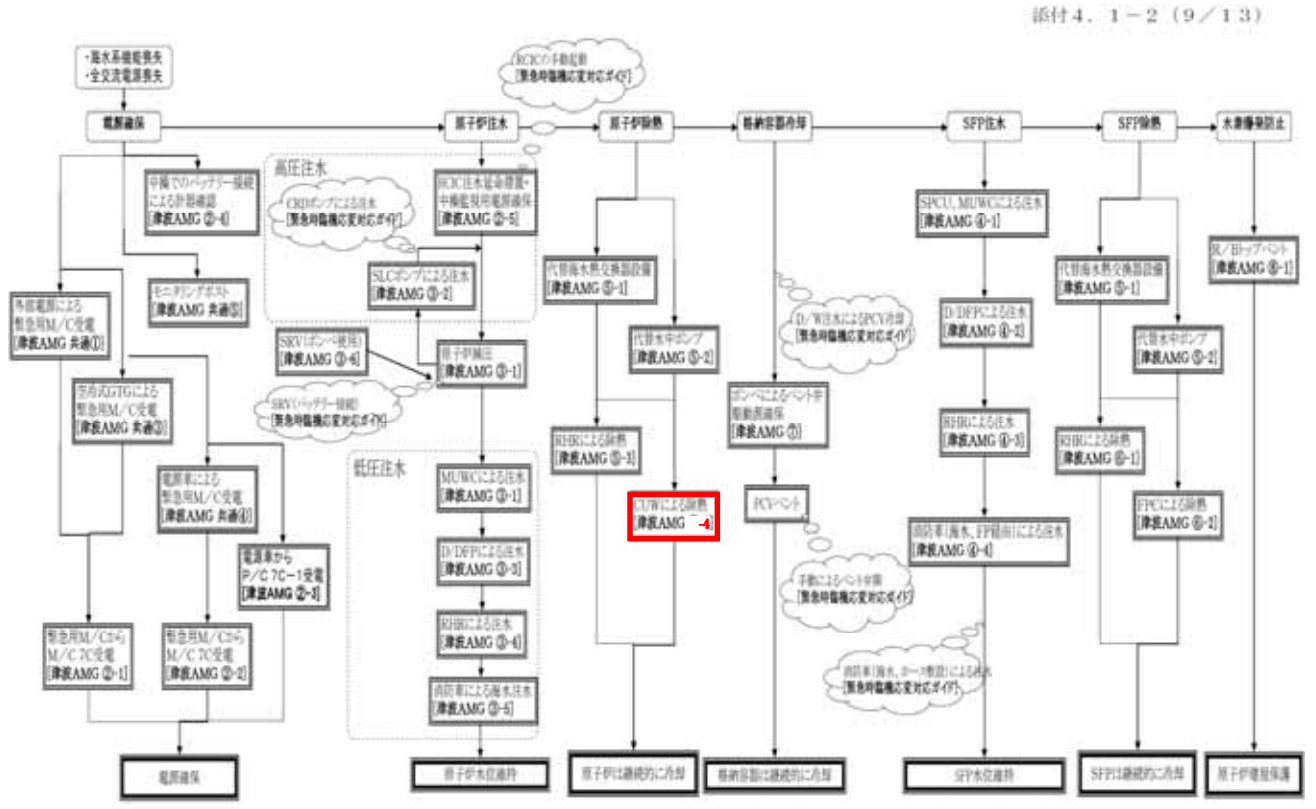 添付4．1－2（9／13）
・海水系機能喪失
・全交流電源喪失
RCICの手動起動
[緊急時臨機応変対応ガイド]
電源確保
原子炉注水
原子炉除熱
格納容器冷却
SFP注水
SFP除熱
水素爆発防止
中操でのバッテリー接続
による計器確認
[津波AMG ②-4]
モニタリングポスト
[津波AMG 共通⑤]
外部電源による
緊急用M/C受電
[津波AMG 共通①]
空冷式GTGによる
緊急用M/C受電
[津波AMG 共通③]
電源車による
緊急用M/C受電
[津波AMG 共通④]
電源車から
P/C 7C-1受電
[津波AMG ②-3]
緊急用M/Cから
M/C 7C受電
[津波AMG ②-1]
緊急用M/Cから
M/C 7C受電
[津波AMG ②-2]
電源確保
高圧注水
CRDポンプによる注水
[緊急時臨機応変対応ガイド]
RCIC注水延命措置・
中操監視用電源確保
[津波AMG ②-5]
SLCポンプによる注水
[津波AMG ③-2]
SRV(ボンベ使用)
[津波AMG ③-6]
原子炉減圧
[津波AMG ③-1]
SRV(バッテリー接続)
[緊急時臨機応変対応ガイド]
低圧注水
MUWCによる注水
[津波AMG ③-1]
D/DFPによる注水
[津波AMG ③-3]
RHRによる注水
[津波AMG ③-4]
消防車による海水注水
[津波AMG ③-5]
原子炉水位維持
代替海水熱交換器設備
[津波AMG ⑤-1]
代替水中ポンプ
[津波AMG ⑤-2]
RHRによる除熱
[津波AMG ⑤-3]
CUWによる除熱
[津波AMG -4]
原子炉は継続的に冷却
D/W注水によるPCV冷却
[緊急時臨機応変対応ガイド]
ボンベによるベント弁
駆動源確保
[津波AMG ⑦]
PCVベント
手動によるベント弁開
[緊急時臨機応変対応ガイド]
格納容器は継続的に冷却
SPCU、MUWCによる注水
[津波AMG ④-1]
D/DFPによる注水
[津波AMG ④-2]
RHRによる注水
[津波AMG ④-3]
消防車(海水、FP経由)による注水
[津波AMG ④-4]
消防車(海水、ホース敷設)による注水
[緊急時臨機応変対応ガイド]
SFP水位維持
代替海水熱交換器設備
[津波AMG ⑤-1]
代替水中ポンプ
[津波AMG ⑤-2]
RHRによる除熱
[津波AMG ⑥-1]
FPCによる除熱
[津波AMG ⑥-2]
SFPは継続的に冷却
R/Bトップベント
[津波AMG ⑧-1]
原子炉建屋保護